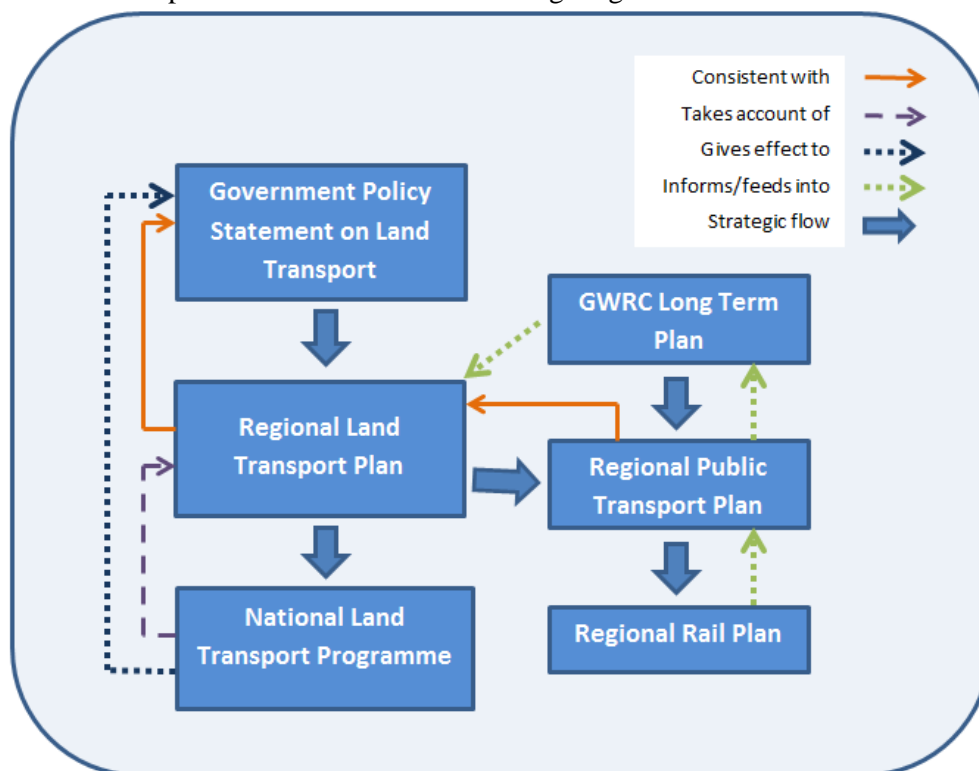 Consistent with
Takes account of
Gives effect to
Informs/feeds into
Strategic flow
Government Policy
Statement on Land
Transport
GWRC Long Term
Plan
Regional Land
Transport Plan
Regional Public
Transport Plan
National Land
Transport Programme
Regional Rail Plan